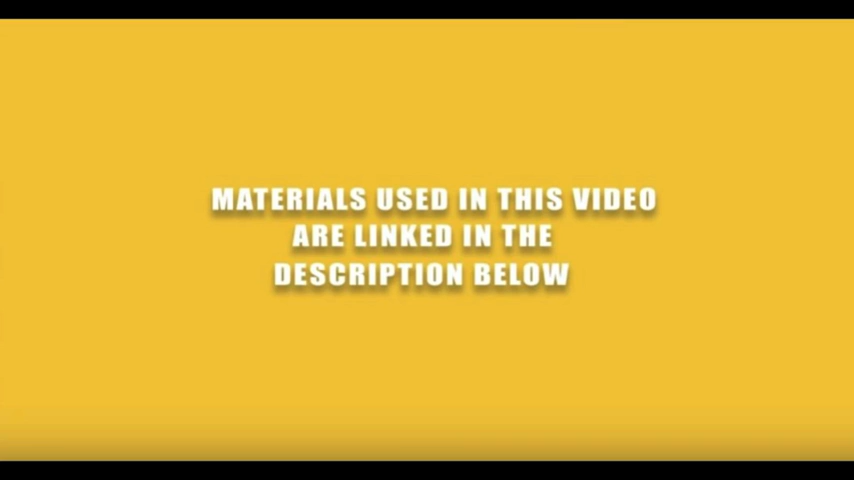 MATERIALS USED IN THIS VIDEO
ARE LINKED IN THE
DESCRIPTION BELOW